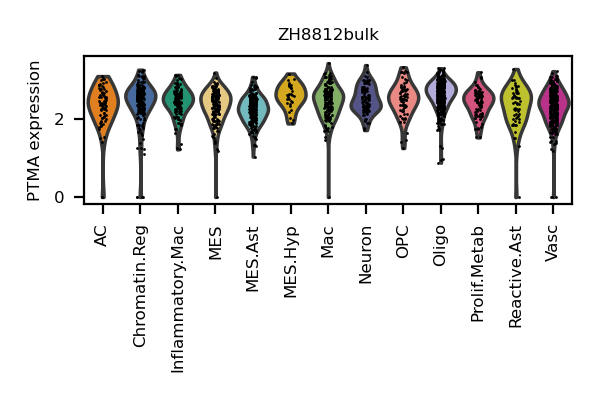 ZH8812bulk
PTMA expression
2
0
AC
Chromatin.Reg
Inflammatory.Mac
MES
MES.Ast
MES.Hyp
Mac
Neuron
OPC
Oligo
Prolif.Metab
Reactive.Ast
Vasc